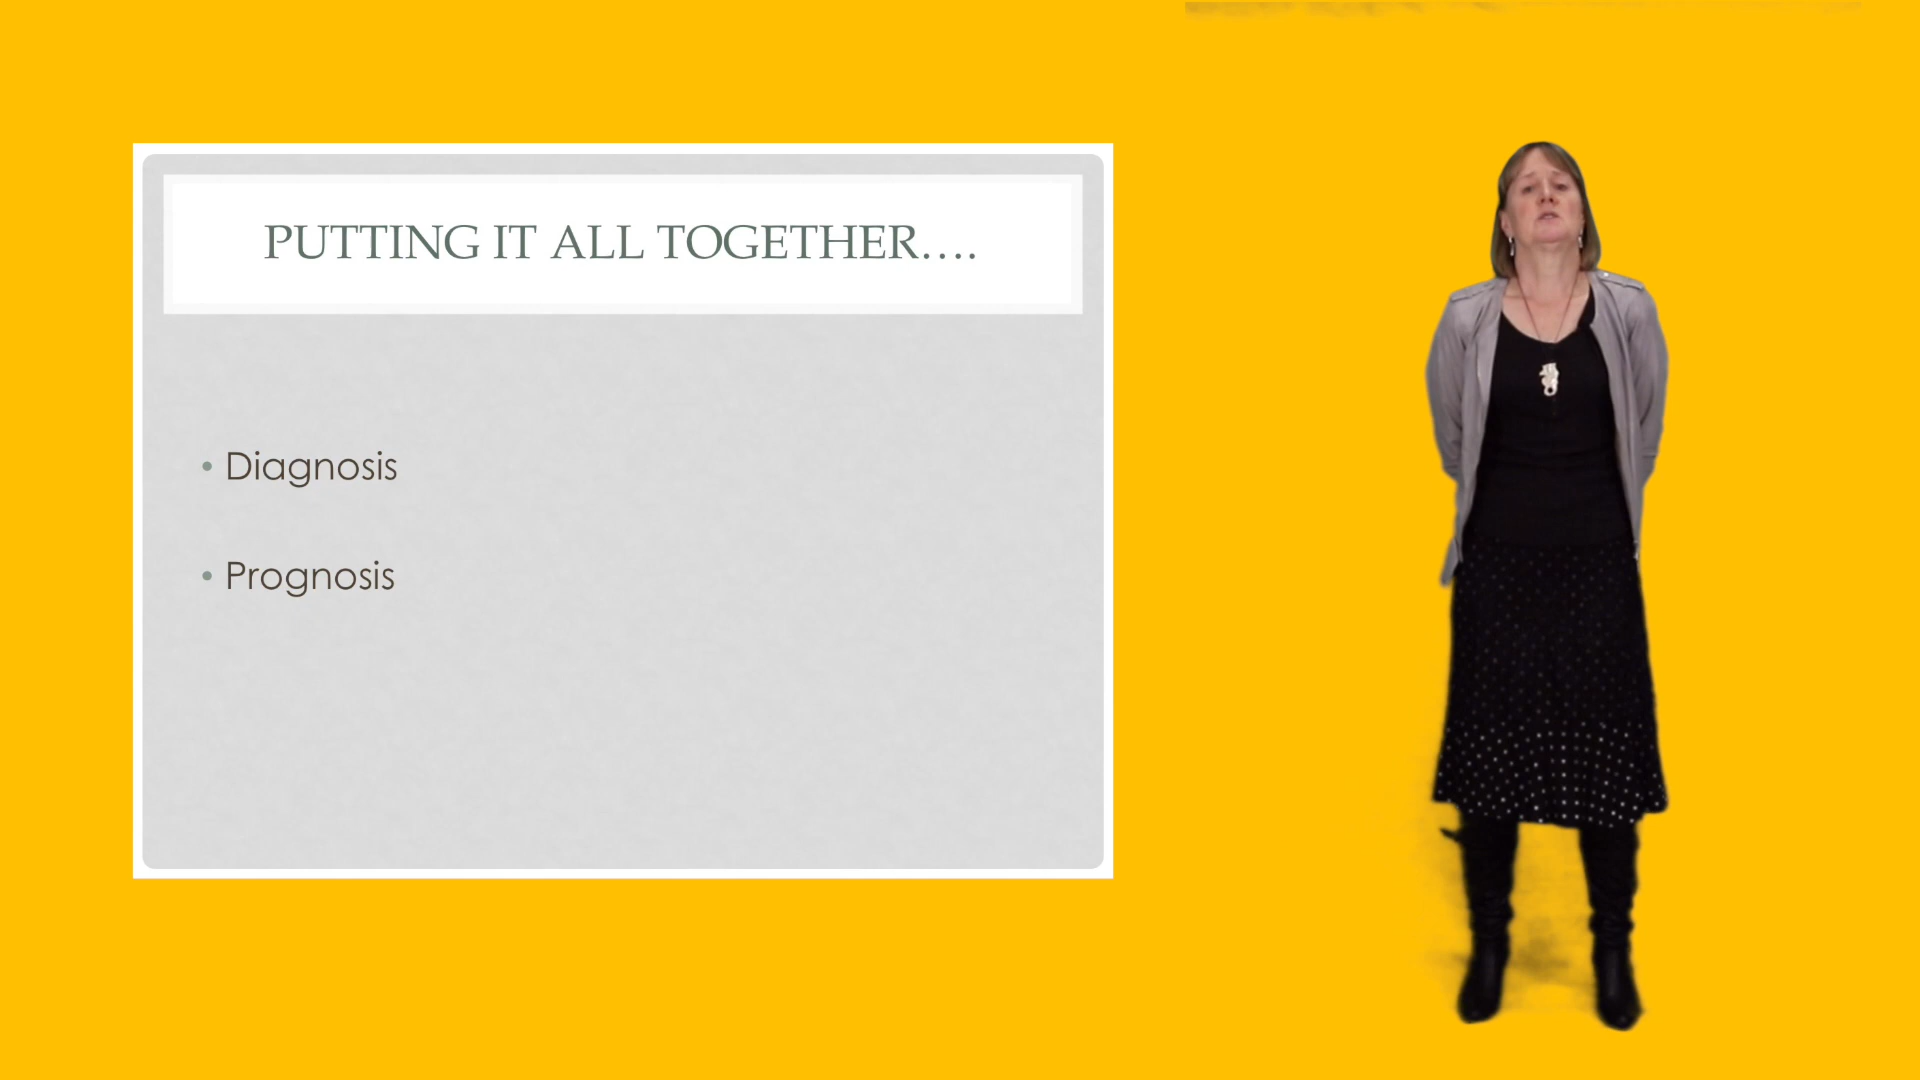 PUTTING IT ALL TOGETHER....
• Diagnosis
• Prognosis